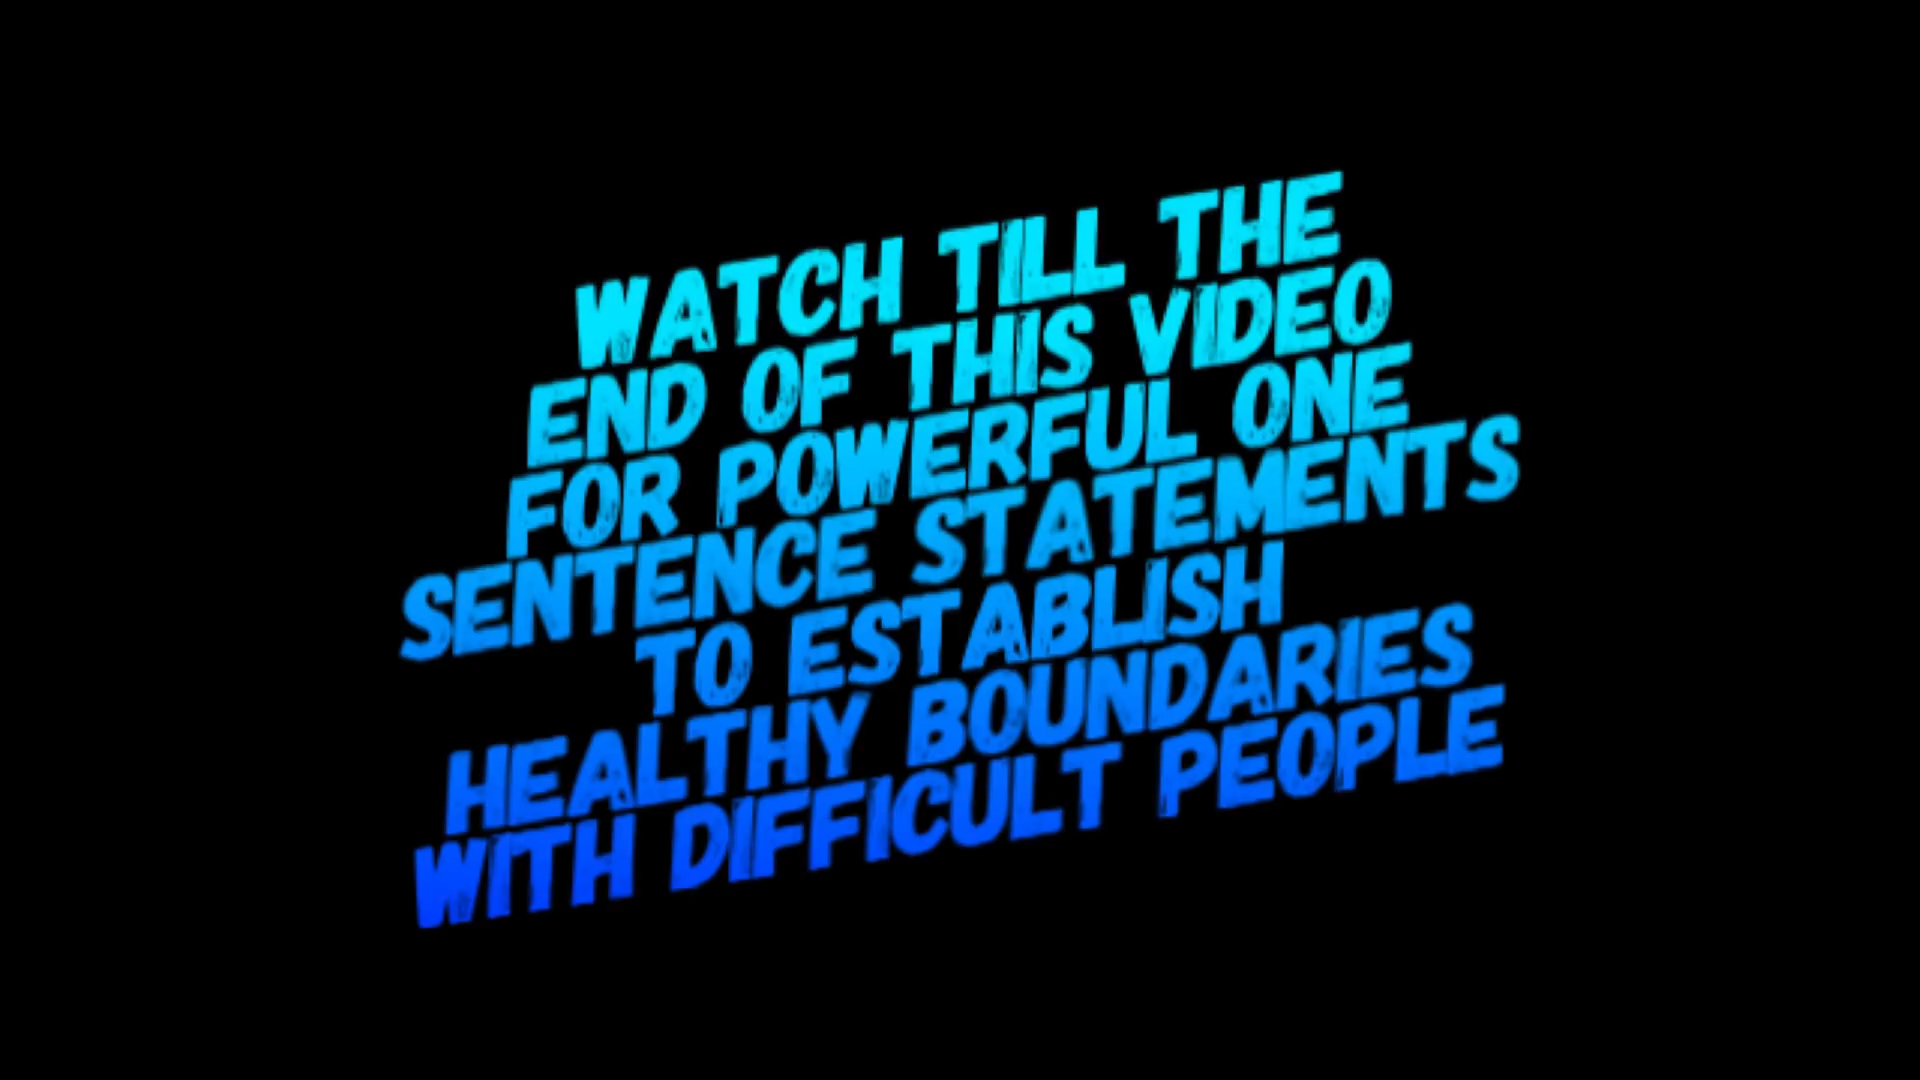 WATCH TILL THE
END OF THIS VIDEO
FOR POWERFUL ONE
SENTENCE STATEMENTS
TO ESTABLISH
HEALTHY BOUNDARIES
WITH DIFFICULT PEOPLE